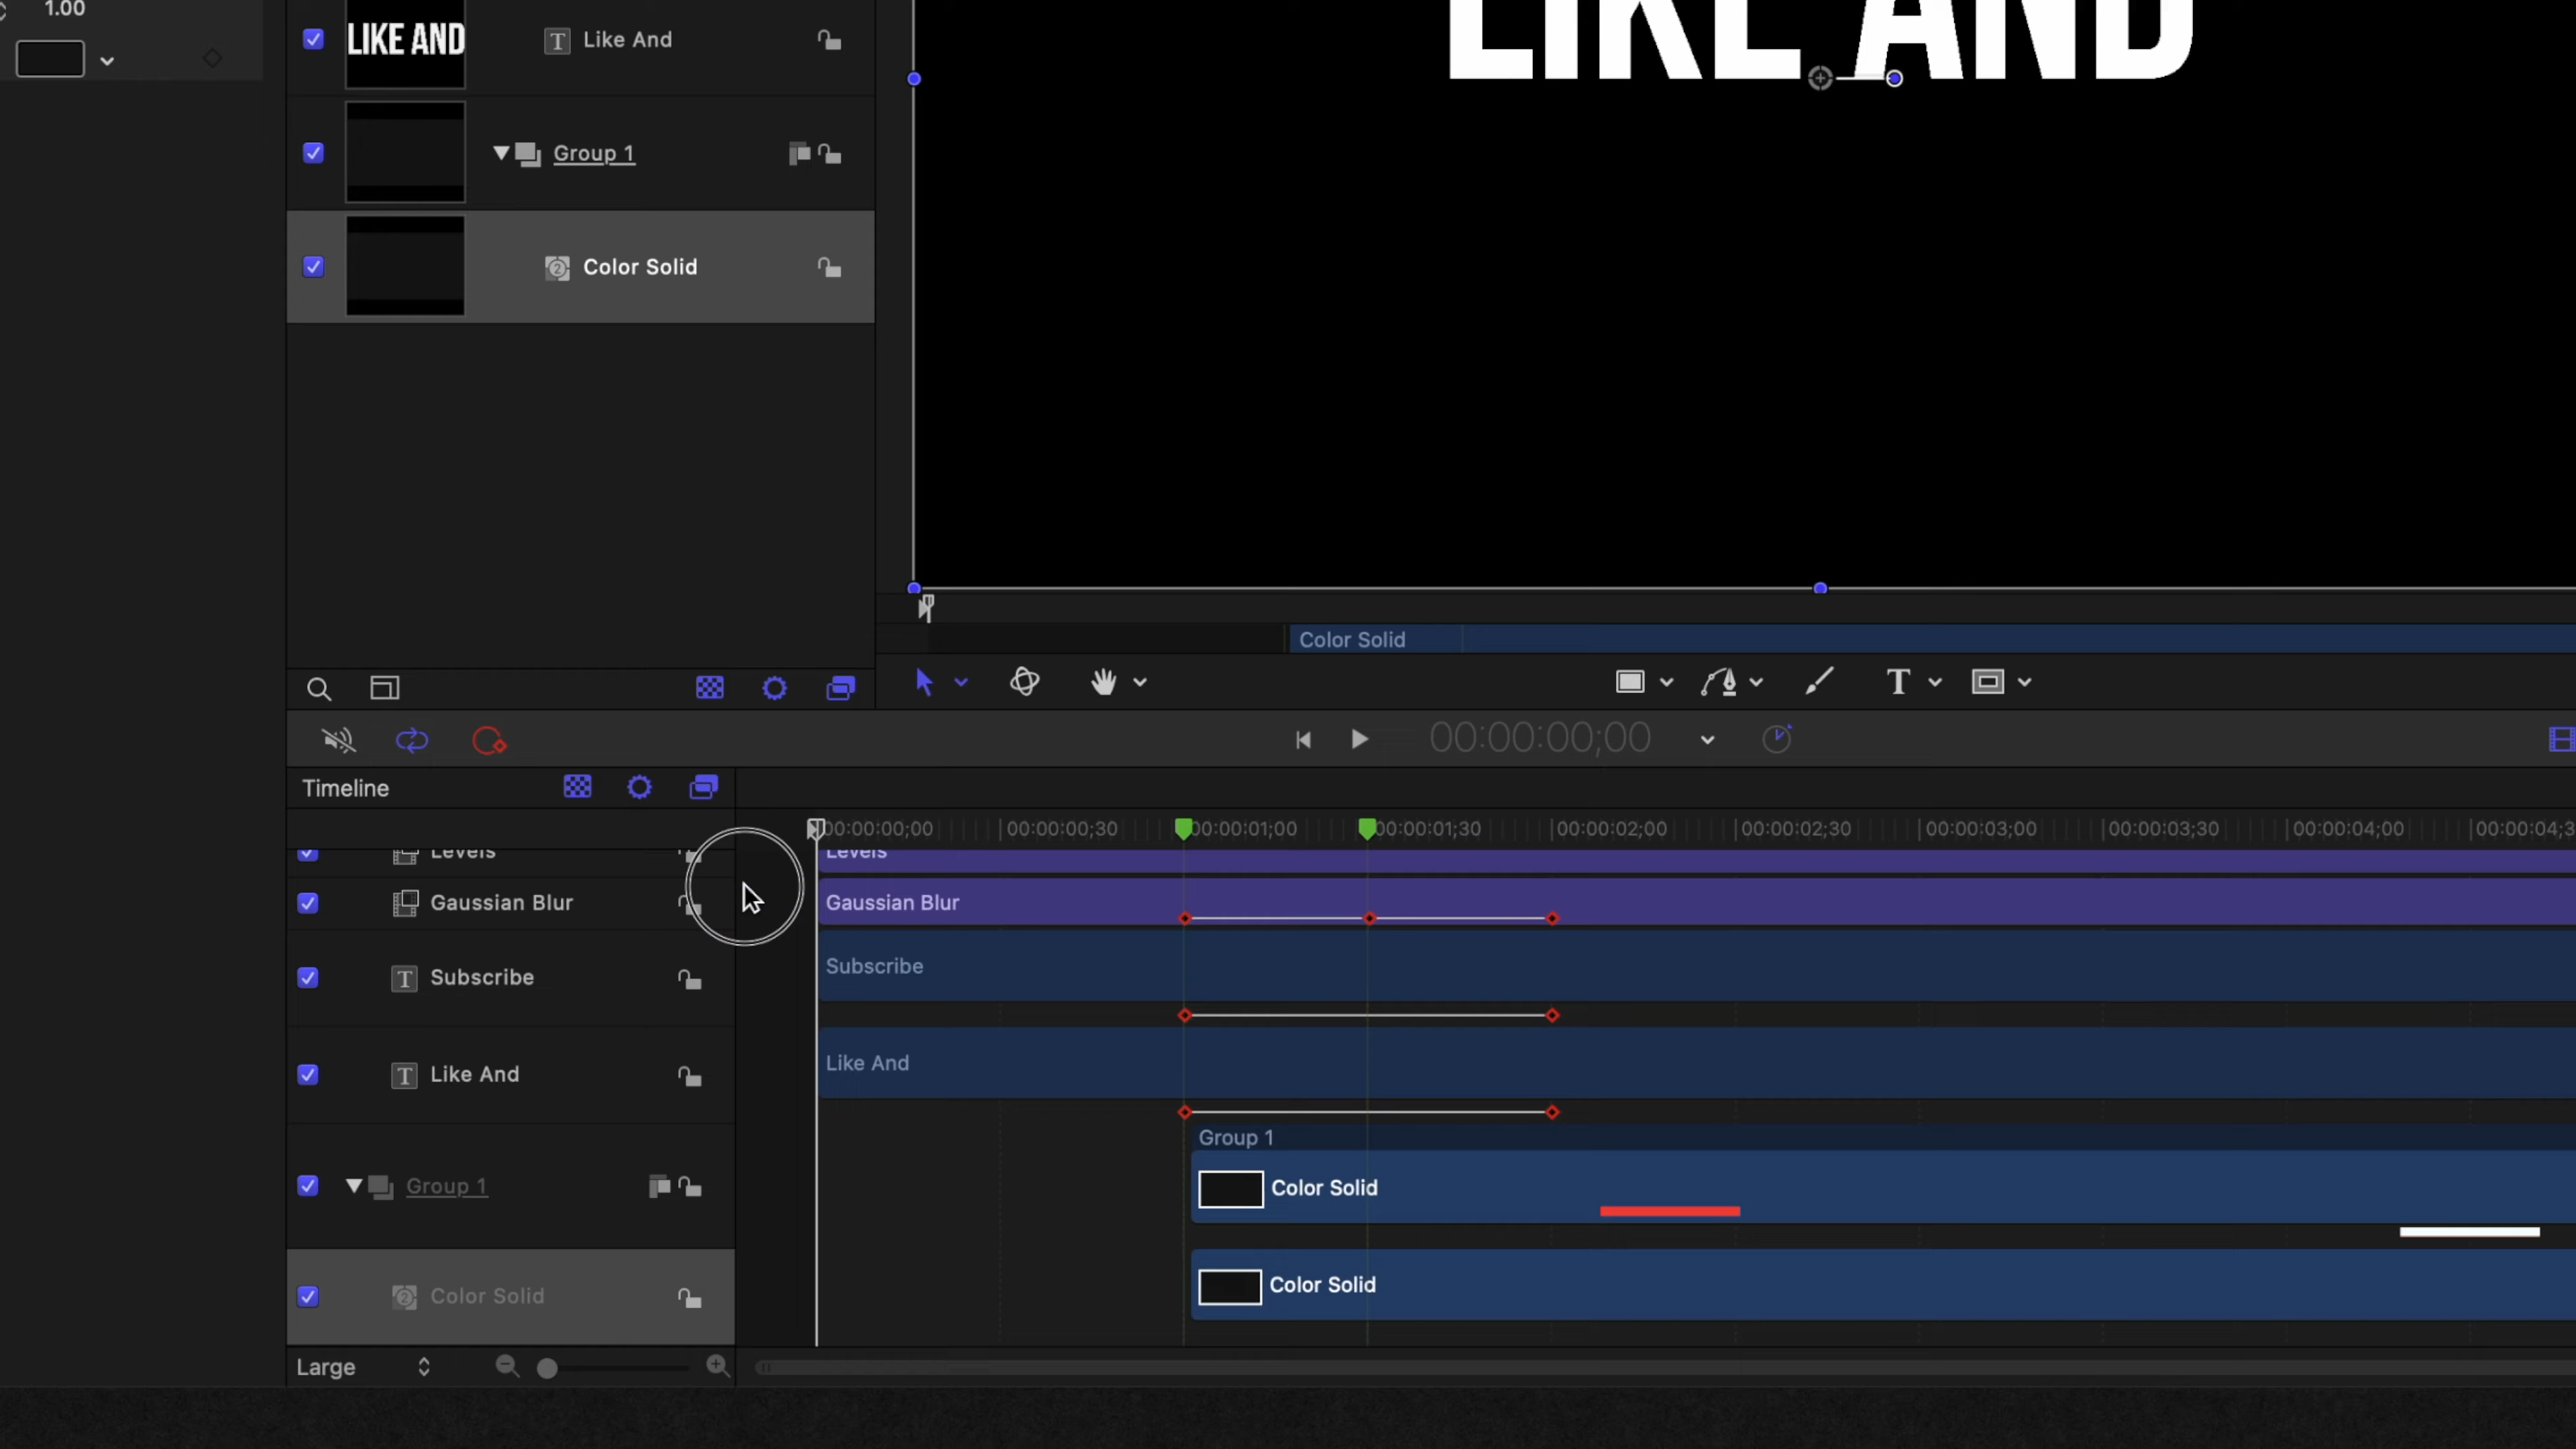 1.00
LIKE AND
Like And
LIKE AND
Group 1
Color Solid
Color Solid
00:00:00;00
Timeline
00:00:00;00
00:00:00;30
00:00:01;00
00:00:01;30
00:00:02;00
00:00:02;30
00:00:03;00
00:00:03;30
00:00:04;00
00:00:04;3
Levels
Levels
Gaussian Blur
Gaussian Blur
Subscribe
Subscribe
Like And
Like And
Group 1
Group 1
Color Solid
Color Solid
Color Solid
Large